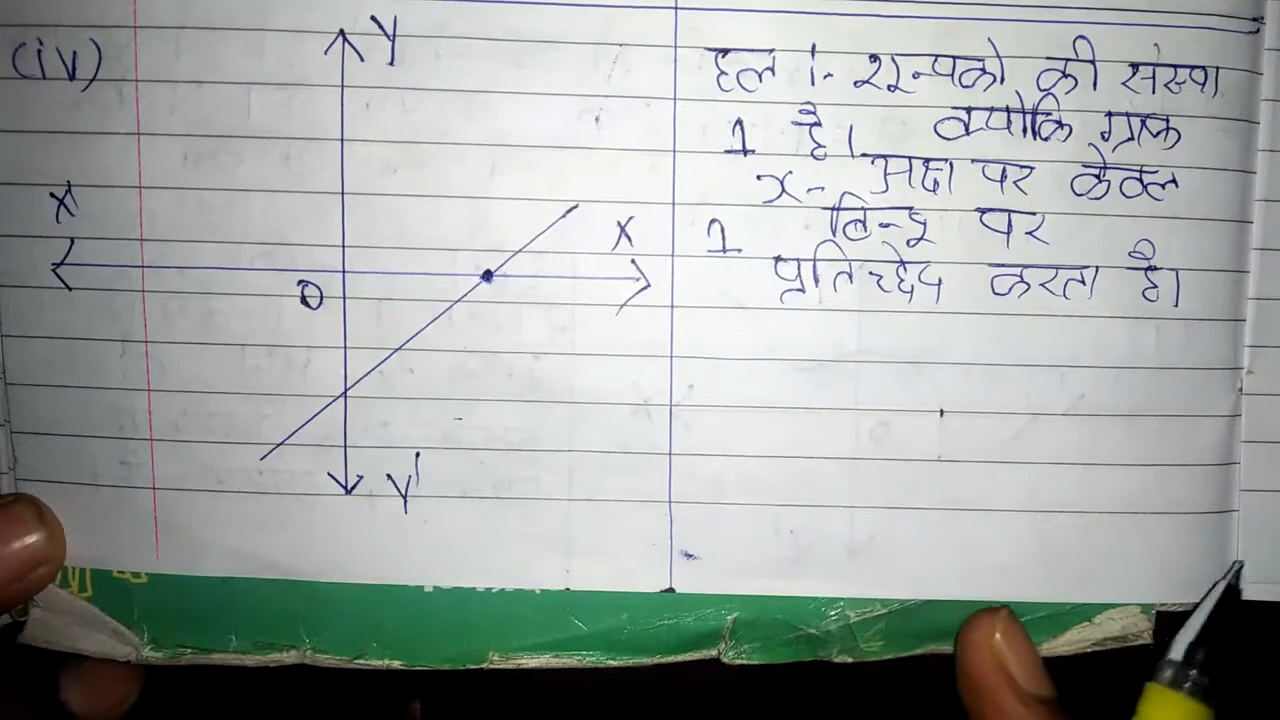 (iv)
Y
X'
X
O
Y'
हल :- शून्यको की संख्या
1 है। क्योकि ग्राफ
x- अक्ष पर केवल
1 बिन्दु पर
प्रतिच्छेद करता है।